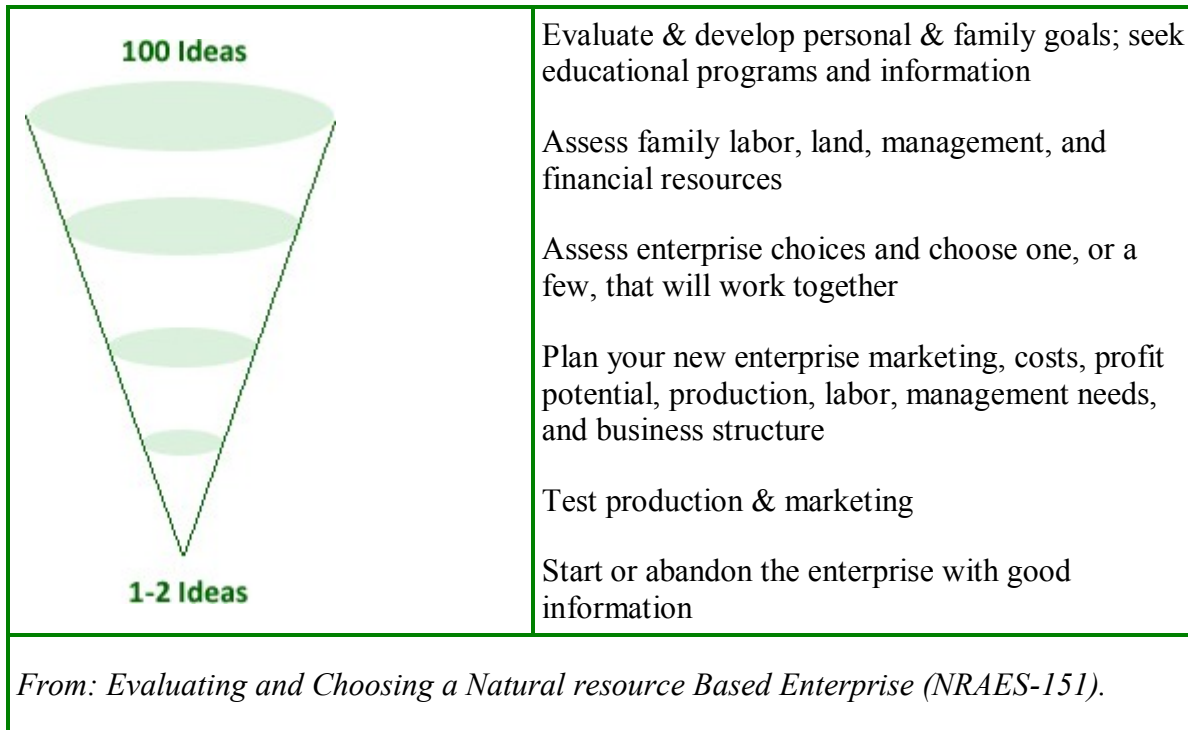 100 Ideas
1-2 Ideas
Evaluate & develop personal & family goals; seek
educational programs and information
Assess family labor, land, management, and
financial resources
Assess enterprise choices and choose one, or a
few, that will work together
Plan your new enterprise marketing, costs, profit
potential, production, labor, management needs,
and business structure
Test production & marketing
Start or abandon the enterprise with good
information
From: Evaluating and Choosing a Natural resource Based Enterprise (NRAES-151).